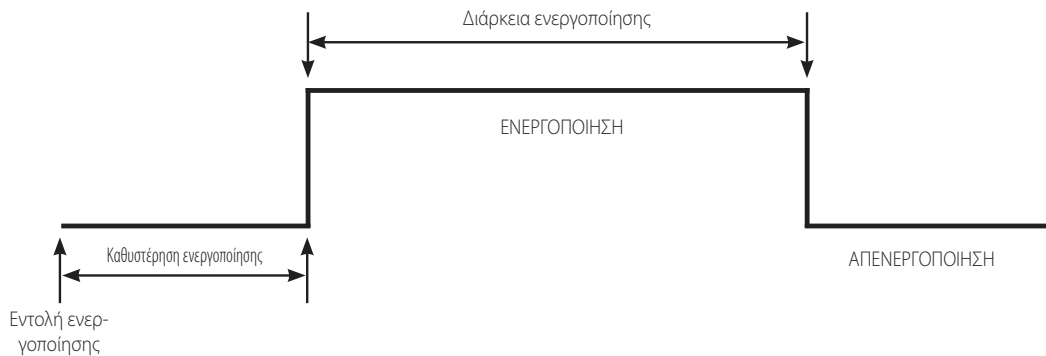 Διάρκεια ενεργοποίησης
ΕΝΕΡΓΟΠΟΙΗΣΗ
Καθυστέρηση ενεργοποίησης
ΑΠΕΝΕΡΓΟΠΟΙΗΣΗ
Εντολή ενερ-
γοποίησης